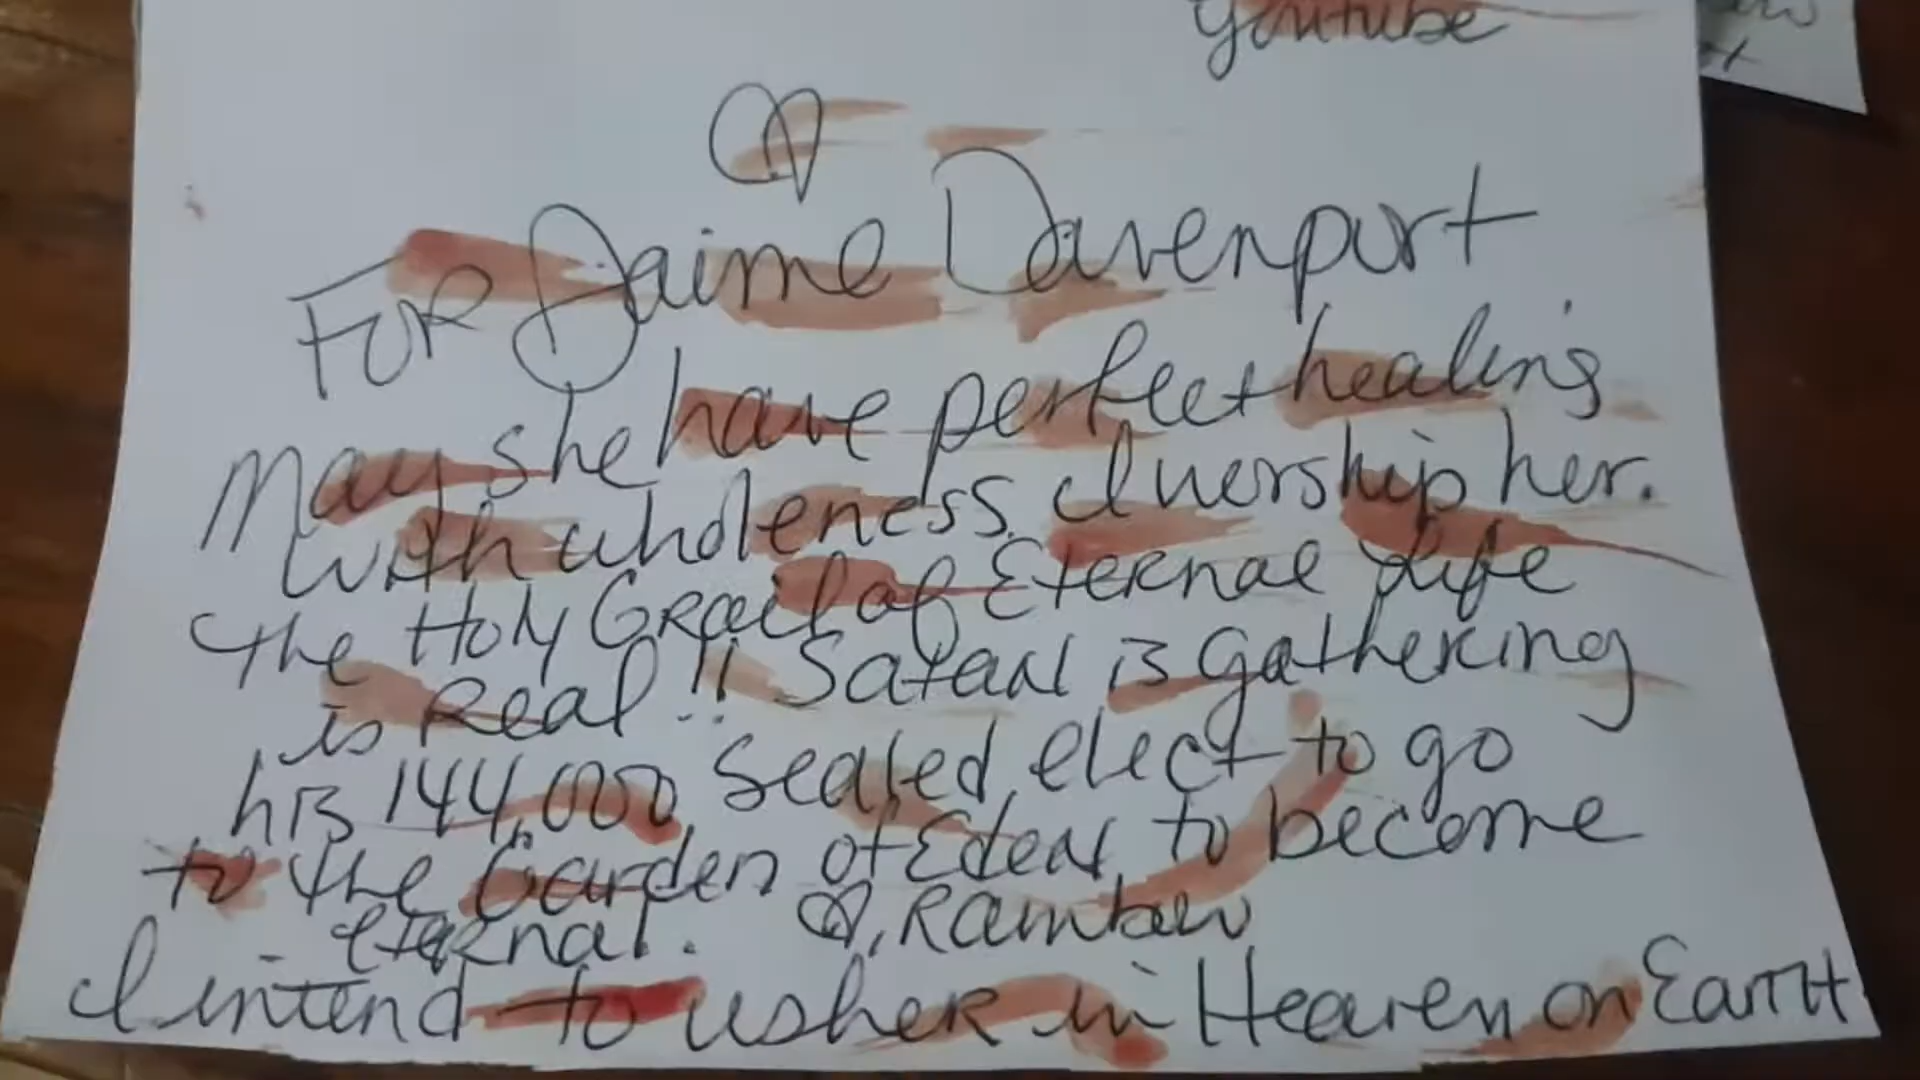 Youtube
FOR Jaime Davenport
May she have perfect healing
with wholeness. I worship her.
The Holy Grail of Eternal Life
is Real!! Satan is gathering
his 144,000 Sealed elect to go
to the Garden of Eden to become
eternal. Rainbow
I intend to usher in Heaven on Earth